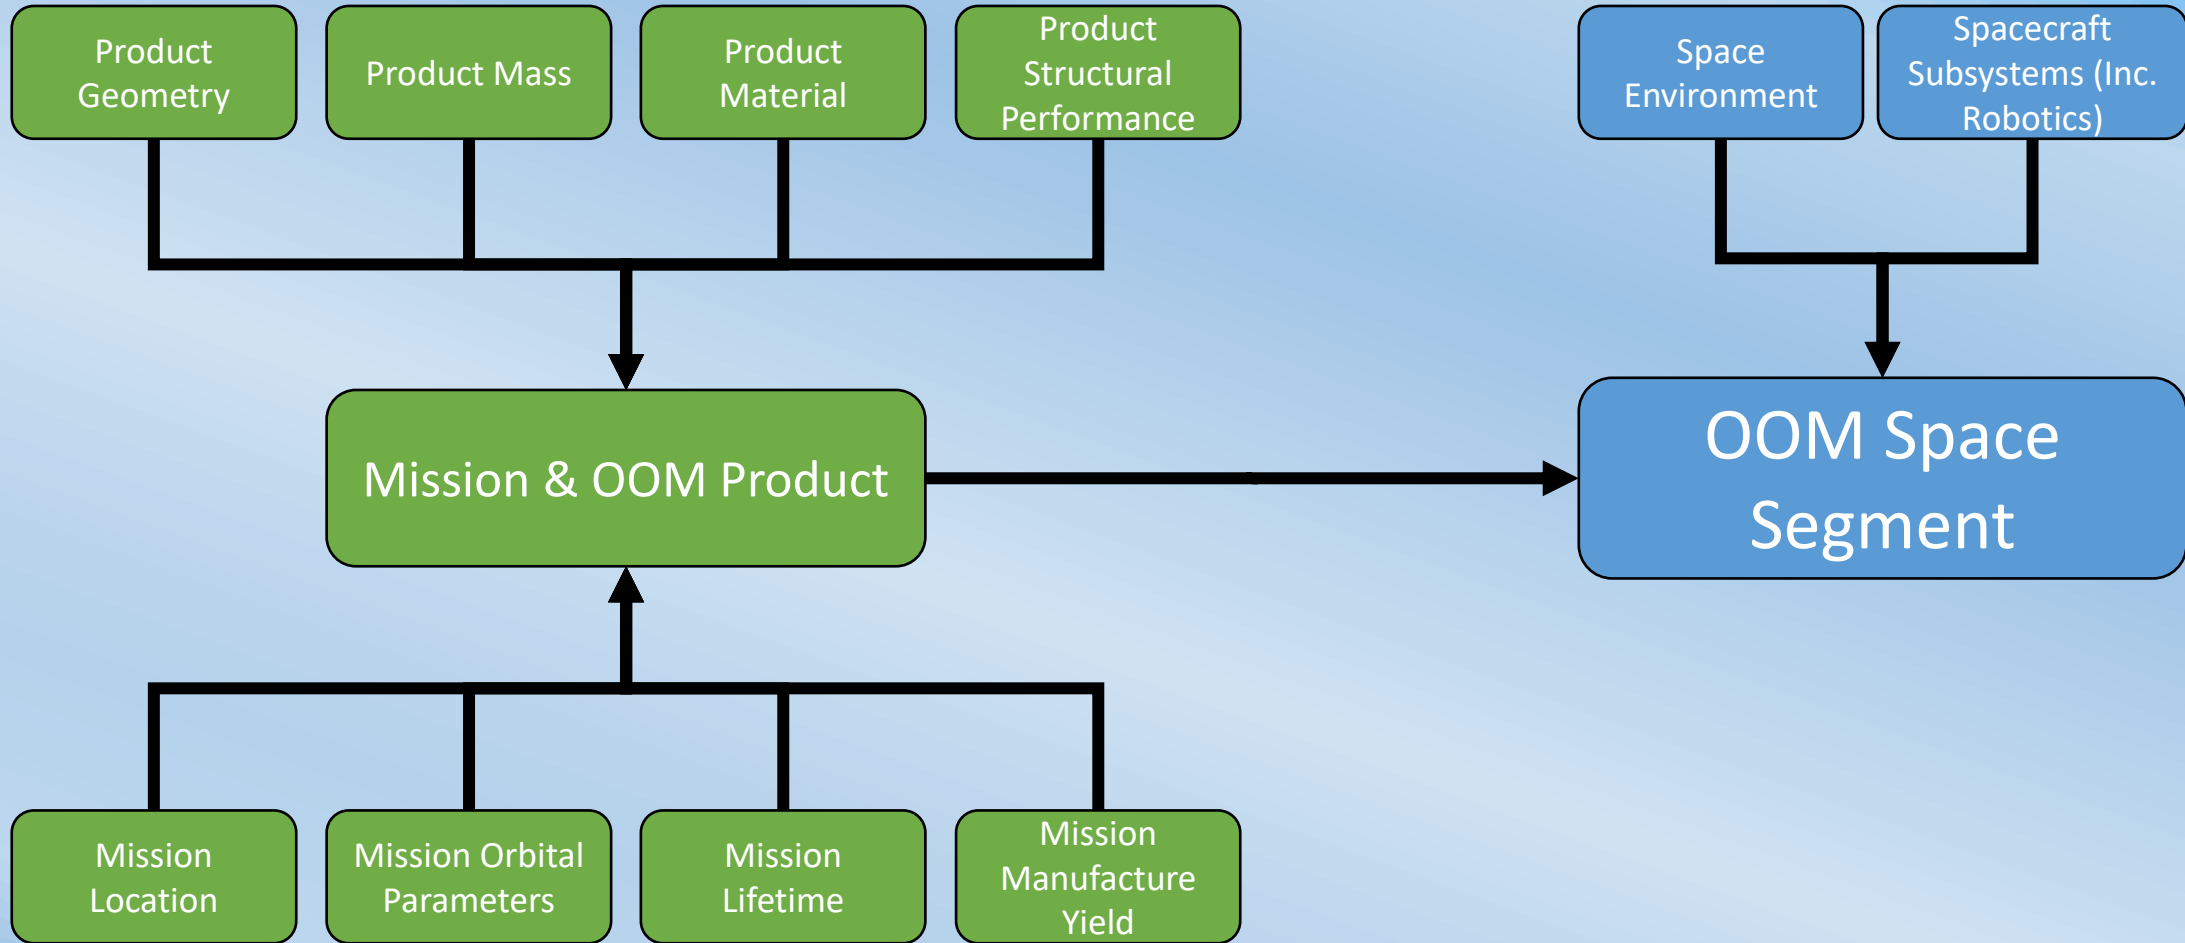 Product
Geometry
Product Mass
Product
Material
Product
Structural
Performance
Space
Environment
Spacecraft
Subsystems (Inc.
Robotics)
Mission & OOM Product
OOM Space
Segment
Mission
Location
Mission Orbital
Parameters
Mission
Lifetime
Mission
Manufacture
Yield